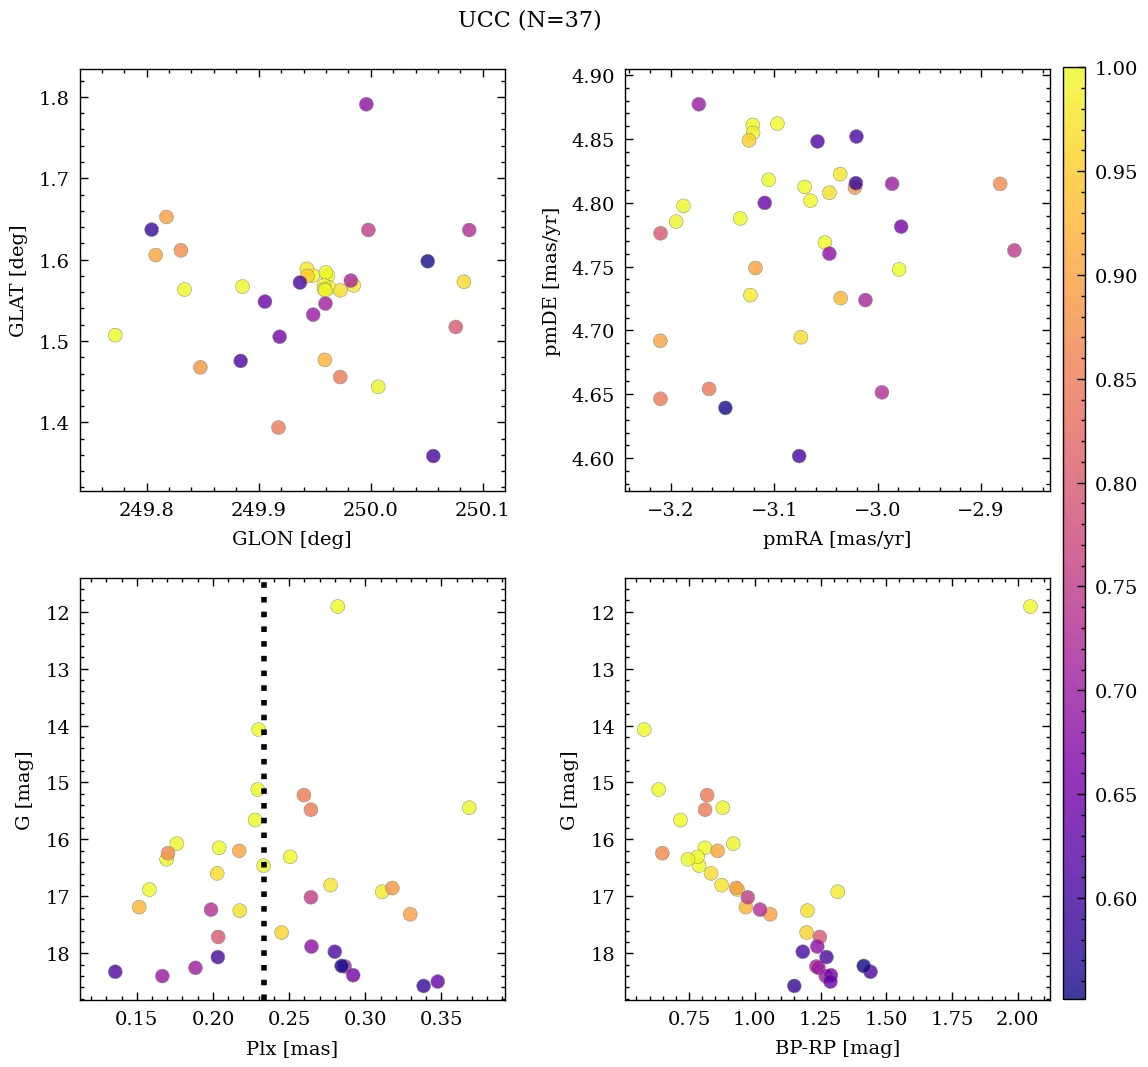 UCC (N=37)
1.8
1.7
1.6
1.5
1.4
GLAT [deg]
249.8 249.9 250.0 250.1
GLON [deg]
4.90
4.85
4.80
4.75
4.70
4.65
4.60
pmDE [mas/yr]
−3.2 −3.1 −3.0 −2.9
pmRA [mas/yr]
12
13
14
15
16
17
18
G [mag]
0.15 0.20 0.25 0.30 0.35
Plx [mas]
12
13
14
15
16
17
18
G [mag]
0.75 1.00 1.25 1.50 1.75 2.00
BP-RP [mag]
1.00
0.95
0.90
0.85
0.80
0.75
0.70
0.65
0.60